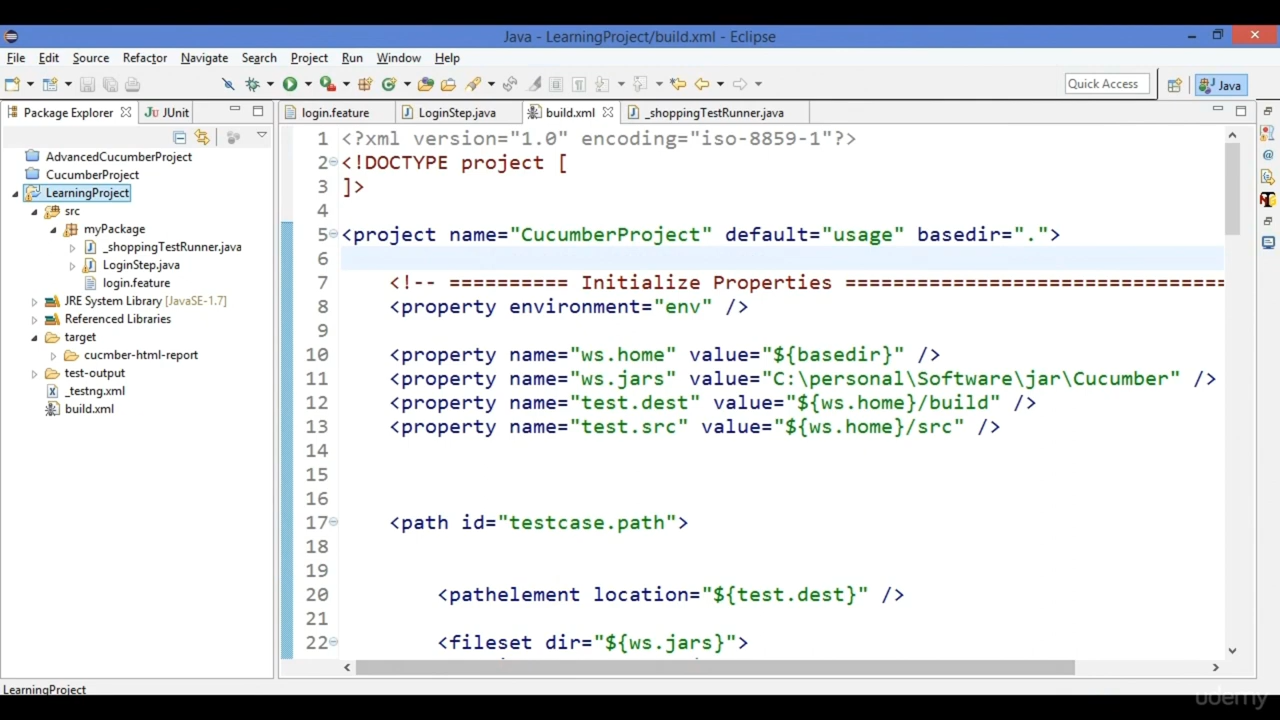 Java - LearningProject/build.xml - Eclipse
File Edit Source Refactor Navigate Search Project Run Window Help
Quick Access Java
Package Explorer JUnit
login.feature LoginStep.java build.xml _shoppingTestRunner.java
AdvancedCucumberProject
CucumberProject
LearningProject
src
myPackage
_shoppingTestRunner.java
LoginStep.java
login.feature
JRE System Library [JavaSE-1.7]
Referenced Libraries
target
cucmber-html-report
test-output
_testng.xml
build.xml
1 <?xml version="1.0" encoding="iso-8859-1"?>
2 <!DOCTYPE project [
3 ]>
4
5 <project name="CucumberProject" default="usage" basedir=".">
6
7 <!-- ========== Initialize Properties ================================
8 <property environment="env" />
9
10 <property name="ws.home" value="${basedir}" />
11 <property name="ws.jars" value="C:\personal\Software\jar\Cucumber" />
12 <property name="test.dest" value="${ws.home}/build" />
13 <property name="test.src" value="${ws.home}/src" />
14
15
16
17 <path id="testcase.path">
18
19
20 <pathelement location="${test.dest}" />
21
22 <fileset dir="${ws.jars}">
LearningProject
udemy